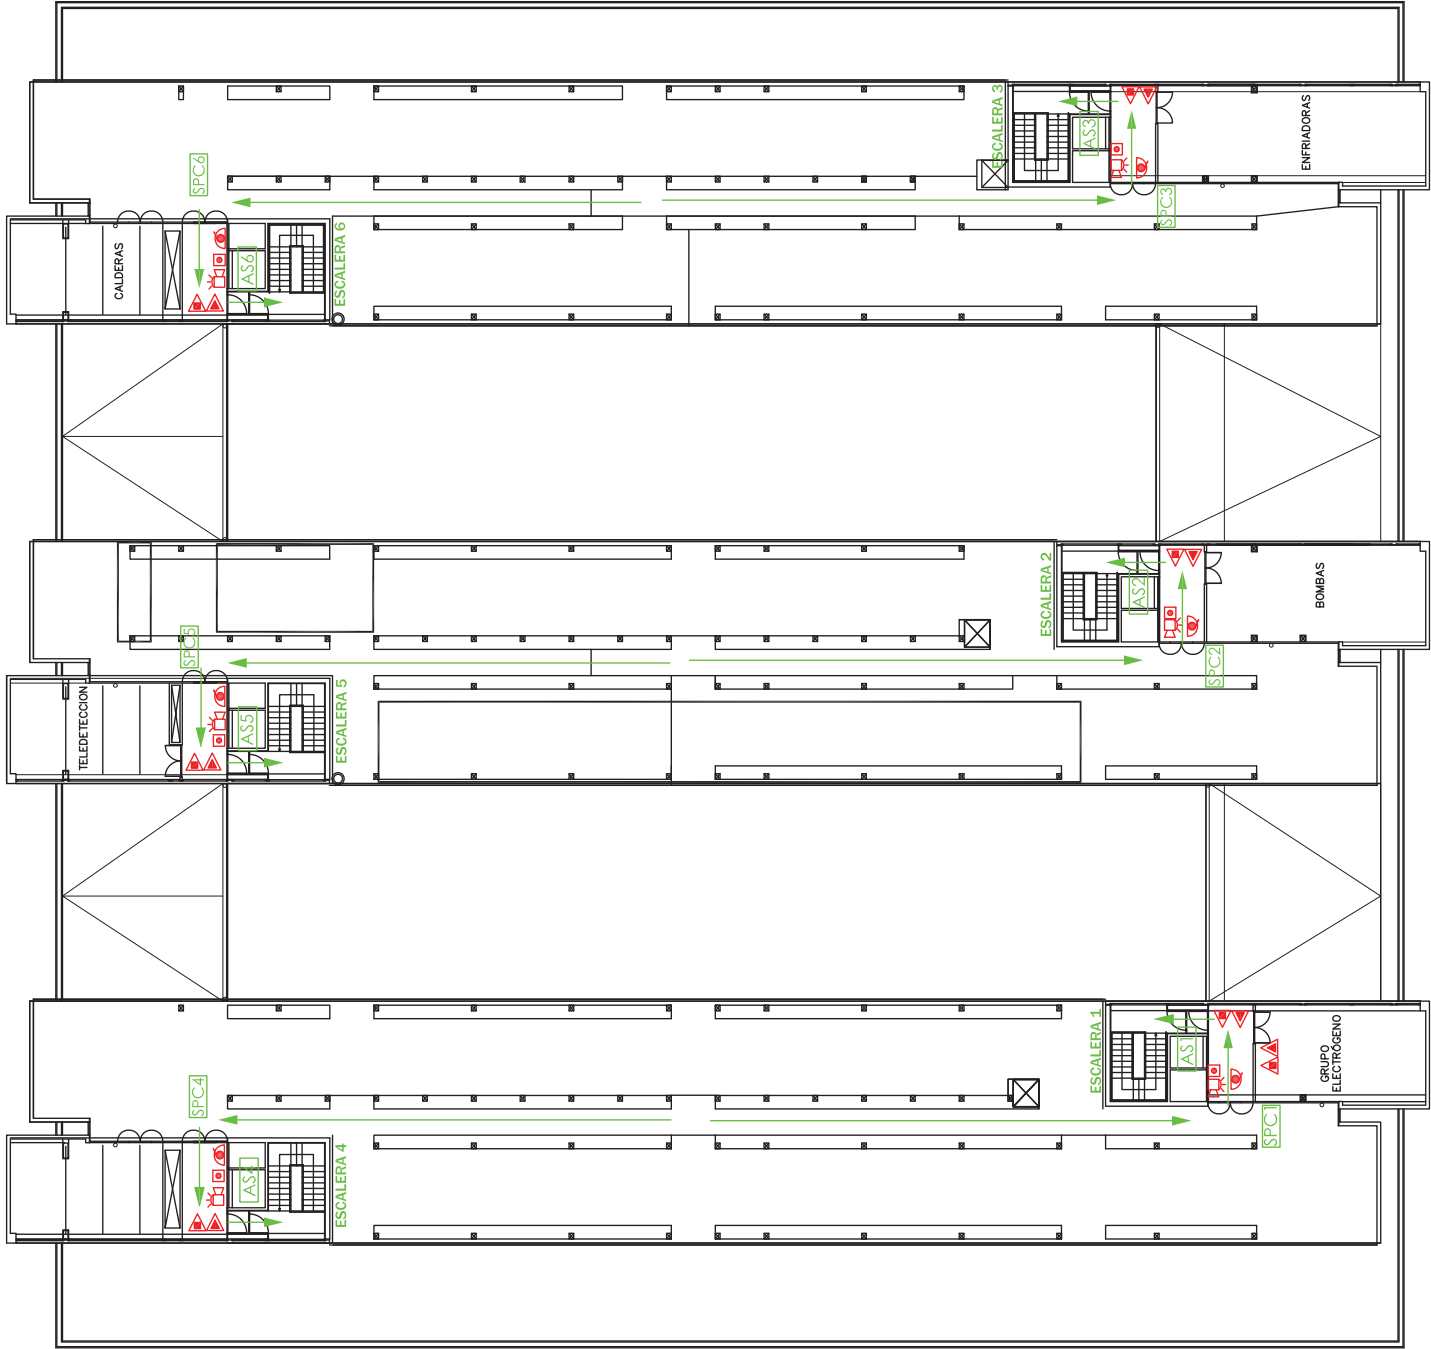 ESCALERA 3
AS3
ENFRIADORAS
SPC6
SPC3
CALDERAS
AS6
ESCALERA 6
ESCALERA 2
AS2
BOMBAS
SPC5
SPC2
TELEDETECCION
AS5
ESCALERA 5
ESCALERA 1
AS1
GRUPO
ELECTRÓGENO
SPC4
SPC1
AS4
ESCALERA 4